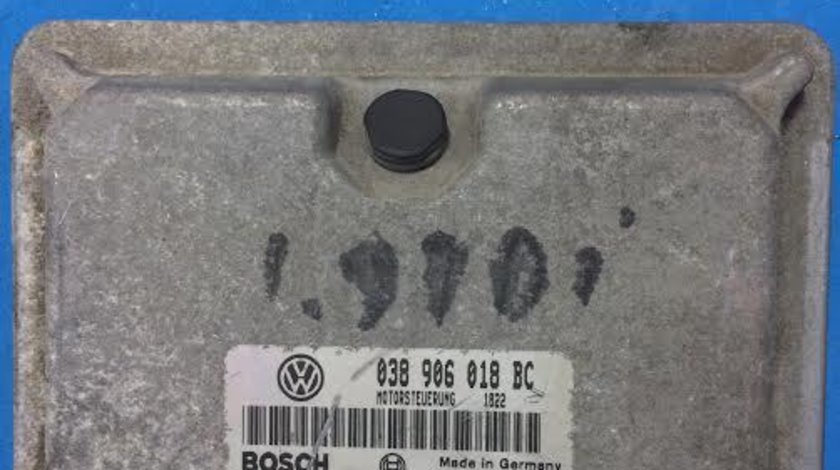 1.9TDi
038 906 018 BC
MOTORSTEUERUNG 1822
BOSCH Made in Germany